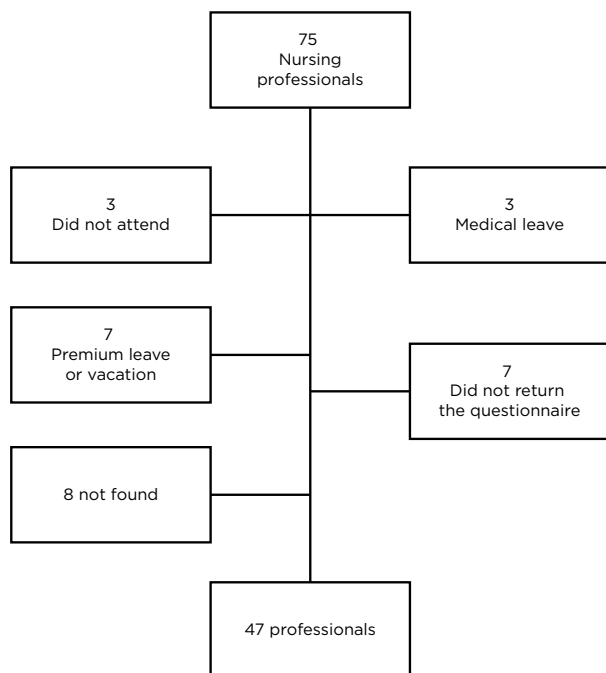 75
Nursing
professionals
3
Did not attend
3
Medical leave
7
Premium leave
or vacation
7
Did not return
the questionnaire
8 not found
47 professionals